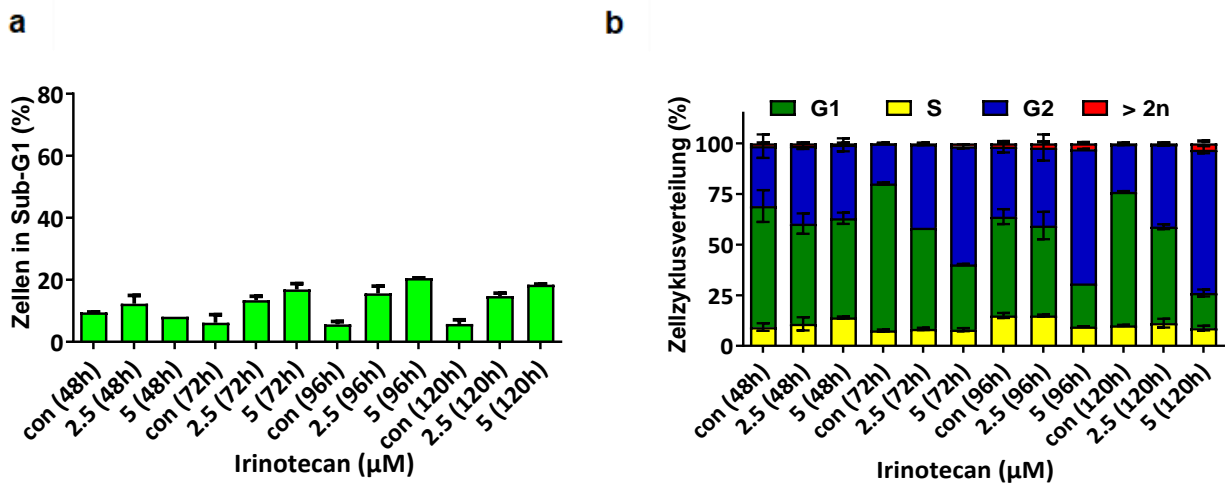 a
Zellen in Sub-G1 (%)
80
60
40
20
0
con (48h)
2.5 (48h)
5 (48h)
con (72h)
2.5 (72h)
5 (72h)
con (96h)
2.5 (96h)
5 (96h)
con (120h)
2.5 (120h)
5 (120h)
Irinotecan (µM)
b
G1 S G2 > 2n
Zellzyklusverteilung (%)
100
75
50
25
0
con (48h)
2.5 (48h)
5 (48h)
con (72h)
2.5 (72h)
5 (72h)
con (96h)
2.5 (96h)
5 (96h)
con (120h)
2.5 (120h)
5 (120h)
Irinotecan (µM)